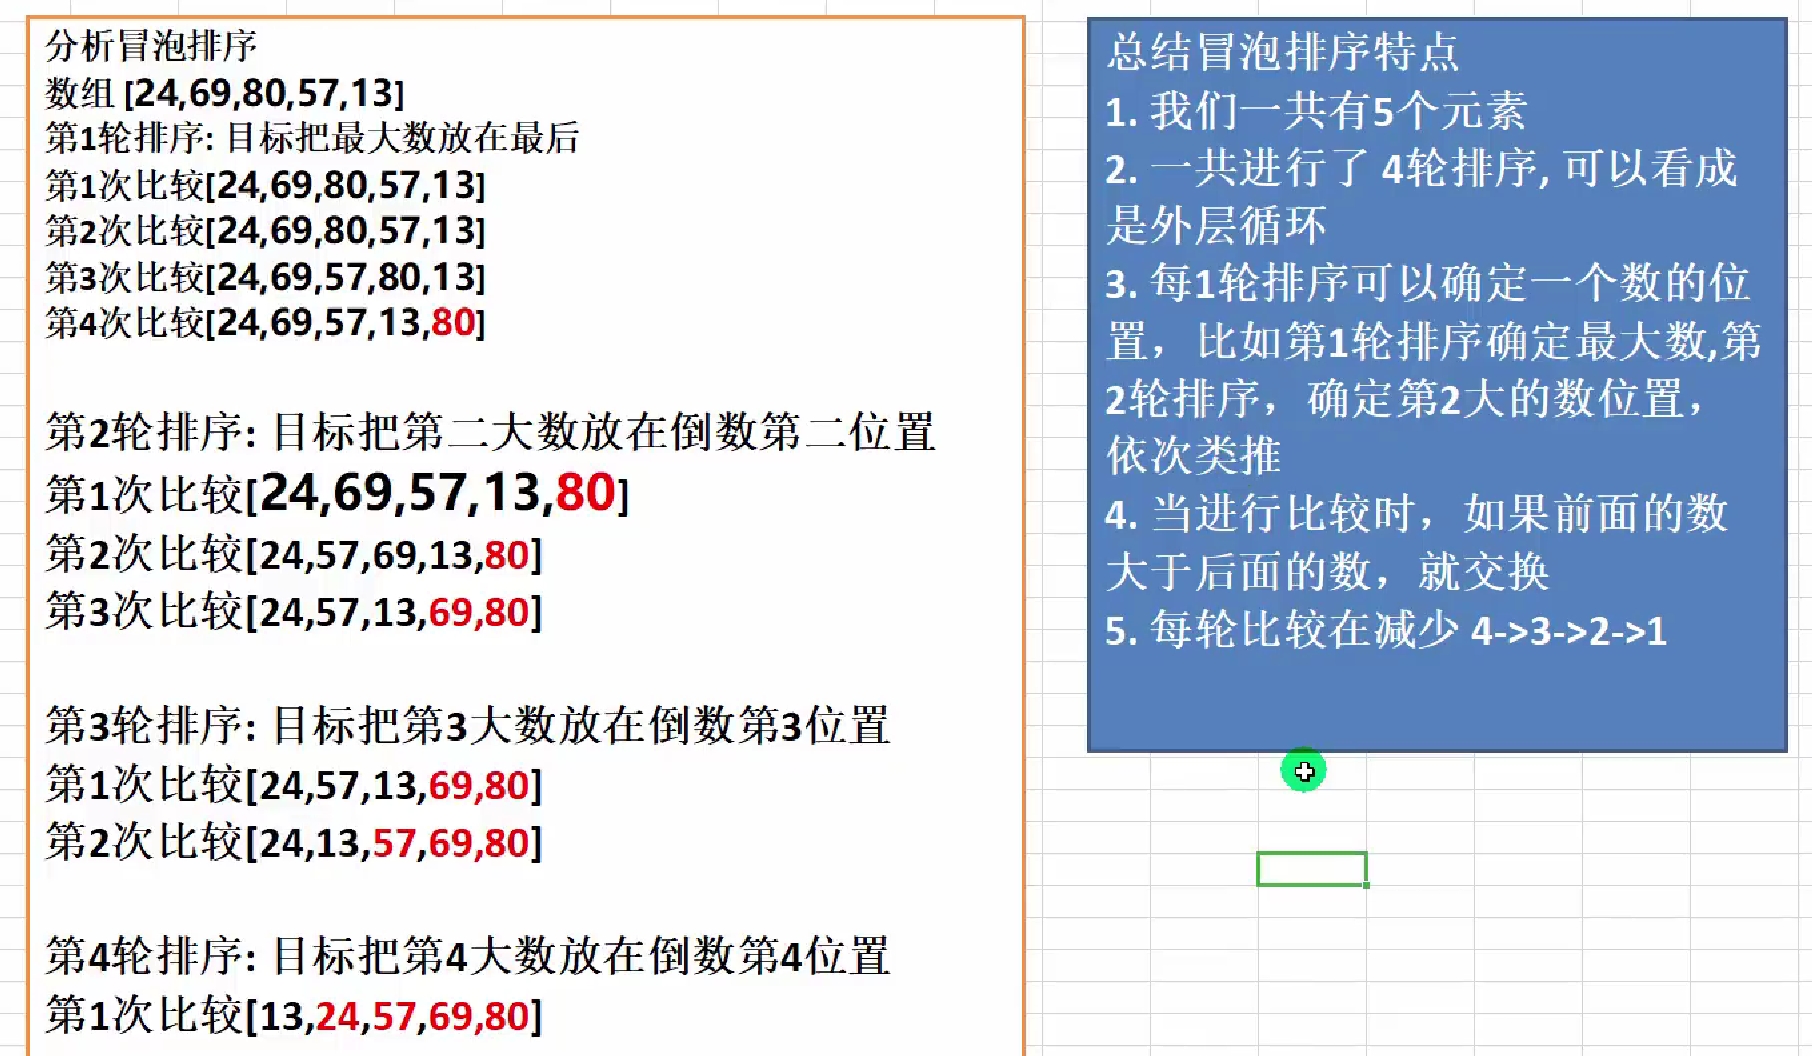 分析冒泡排序
数组 [24,69,80,57,13]
第1轮排序: 目标把最大数放在最后
第1次比较[24,69,80,57,13]
第2次比较[24,69,80,57,13]
第3次比较[24,69,57,80,13]
第4次比较[24,69,57,13,80]
第2轮排序: 目标把第二大数放在倒数第二位置
第1次比较[24,69,57,13,80]
第2次比较[24,57,69,13,80]
第3次比较[24,57,13,69,80]
第3轮排序: 目标把第3大数放在倒数第3位置
第1次比较[24,57,13,69,80]
第2次比较[24,13,57,69,80]
第4轮排序: 目标把第4大数放在倒数第4位置
第1次比较[13,24,57,69,80]
总结冒泡排序特点
1. 我们一共有5个元素
2. 一共进行了 4轮排序, 可以看成
是外层循环
3. 每1轮排序可以确定一个数的位
置，比如第1轮排序确定最大数,第
2轮排序，确定第2大的数位置，
依次类推
4. 当进行比较时，如果前面的数
大于后面的数，就交换
5. 每轮比较在减少 4->3->2->1